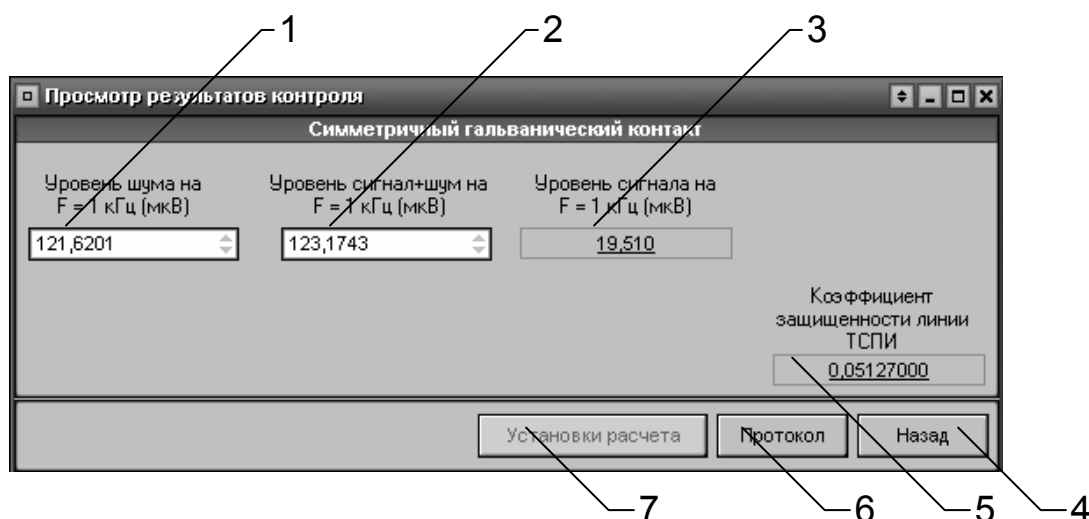 1
2
3
Просмотр результатов контроля
Симметричный гальванический контакт
Уровень шума на
F = 1 кГц (мкВ)
Уровень сигнал+шум на
F = 1 кГц (мкВ)
Уровень сигнала на
F = 1 кГц (мкВ)
121,6201
123,1743
19,510
Коэффициент
защищенности линии
ТСПИ
0,05127000
Установки расчета
Протокол
Назад
7
6
5
4